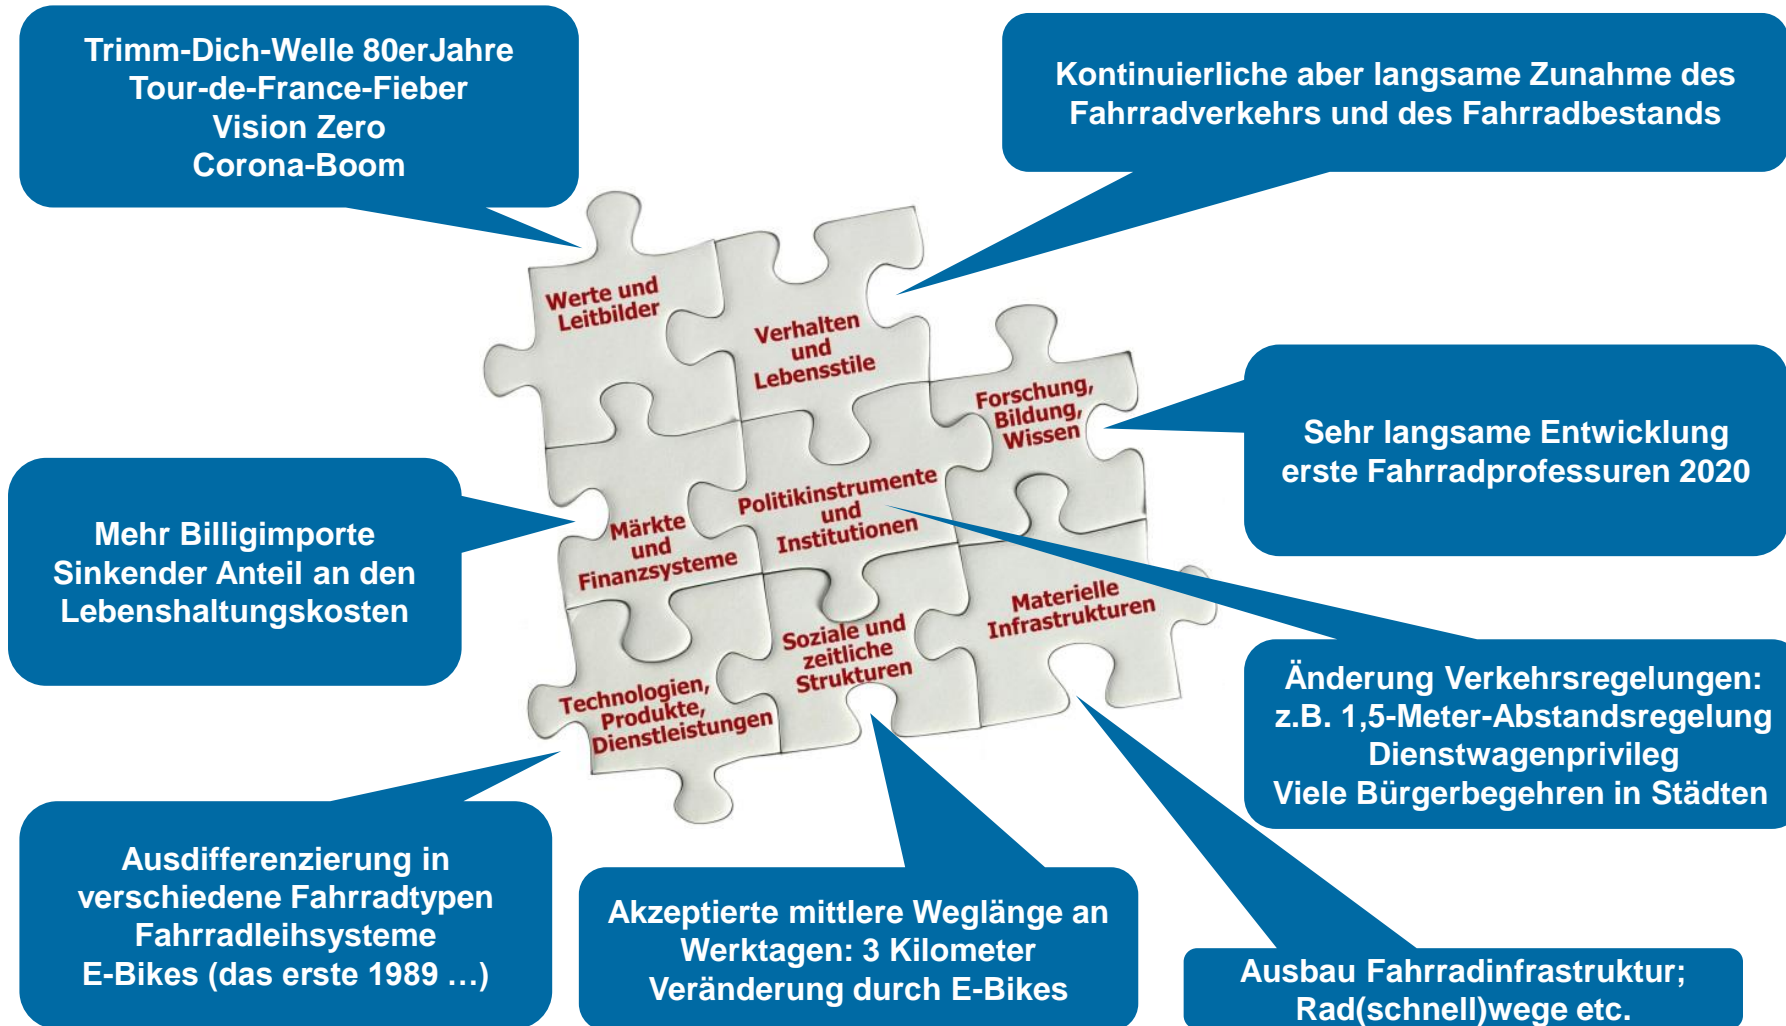 Trimm-Dich-Welle 80erJahre
Tour-de-France-Fieber
Vision Zero
Corona-Boom
Kontinuierliche aber langsame Zunahme des
Fahrradverkehrs und des Fahrradbestands
Werte und
Leitbilder
Verhalten
und
Lebensstile
Forschung,
Bildung,
Wissen
Sehr langsame Entwicklung
erste Fahrradprofessuren 2020
Mehr Billigimporte
Sinkender Anteil an den
Lebenshaltungskosten
Märkte
und
Finanzsysteme
Politikinstrumente
und
Institutionen
Materielle
Infrastrukturen
Soziale und
zeitliche
Strukturen
Technologien,
Produkte,
Dienstleistungen
Änderung Verkehrsregelungen:
z.B. 1,5-Meter-Abstandsregelung
Dienstwagenprivileg
Viele Bürgerbegehren in Städten
Ausdifferenzierung in
verschiedene Fahrradtypen
Fahrradleihsysteme
E-Bikes (das erste 1989 …)
Akzeptierte mittlere Weglänge an
Werktagen: 3 Kilometer
Veränderung durch E-Bikes
Ausbau Fahrradinfrastruktur;
Rad(schnell)wege etc.